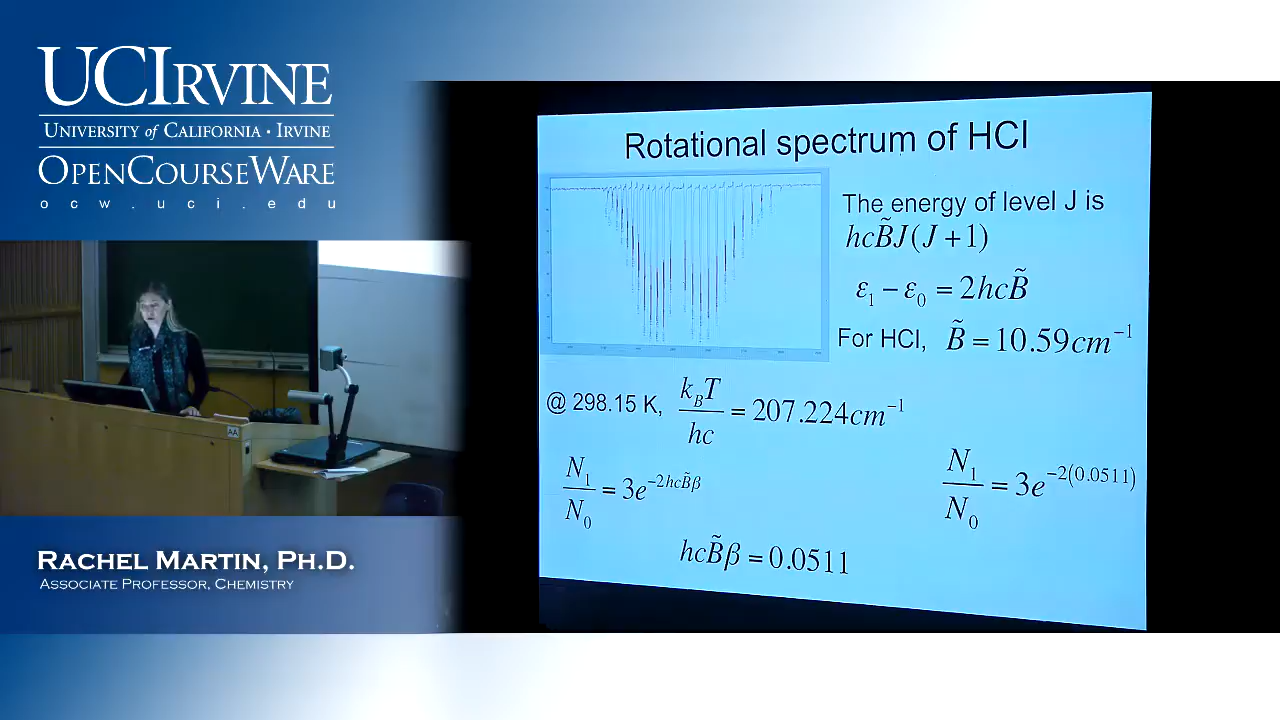 UCIRVINE
UNIVERSITY of CALIFORNIA · IRVINE
OPENCOURSEWARE
ocw.uci.edu
Rotational spectrum of HCl
The energy of level J is
hcB̃J(J+1)
ε₁ − ε₀ = 2hcB̃
For HCl, B̃ = 10.59cm⁻¹
@ 298.15 K, k_BT/hc = 207.224cm⁻¹
N₁/N₀ = 3e^(−2hcB̃β)
N₁/N₀ = 3e^(−2(0.0511))
hcB̃β = 0.0511
AA
RACHEL MARTIN, PH.D.
ASSOCIATE PROFESSOR, CHEMISTRY